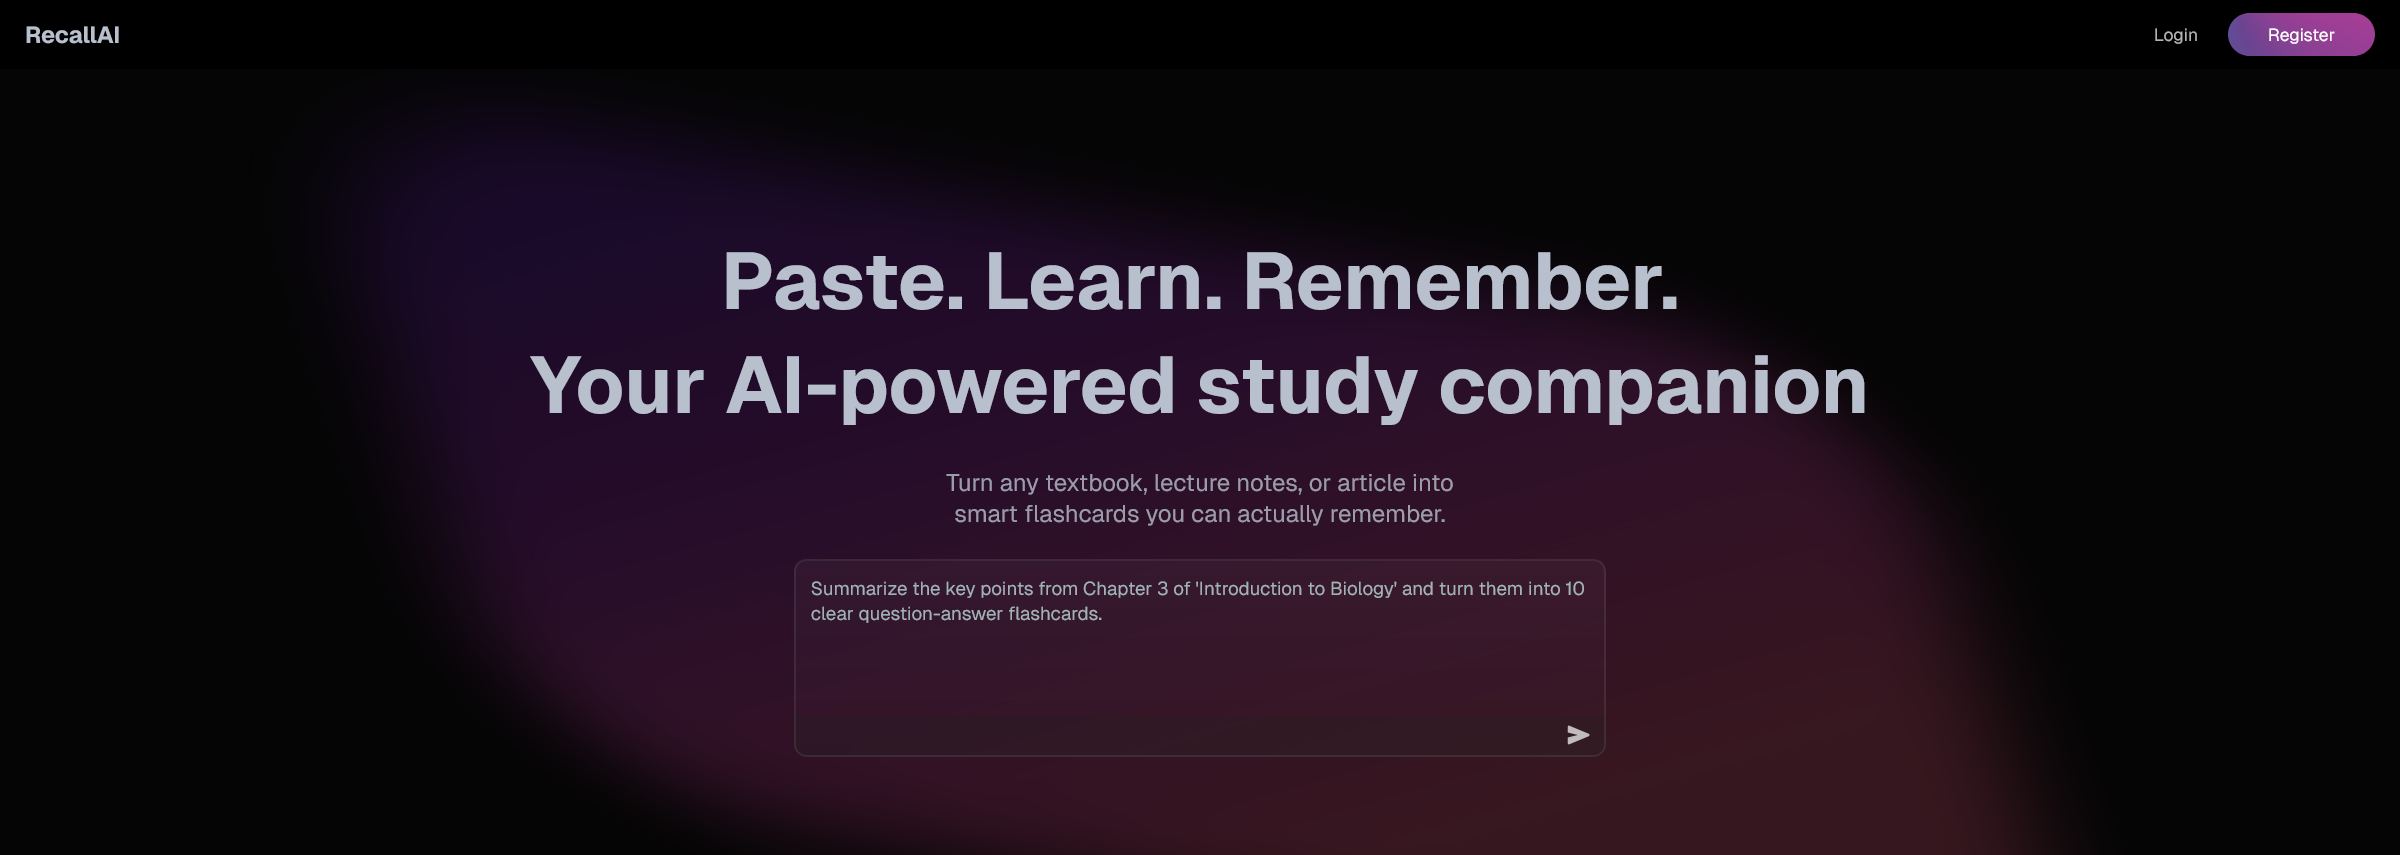 RecallAI
Login
Register
Paste. Learn. Remember.
Your AI-powered study companion
Turn any textbook, lecture notes, or article into
smart flashcards you can actually remember.
Summarize the key points from Chapter 3 of 'Introduction to Biology' and turn them into 10
clear question-answer flashcards.